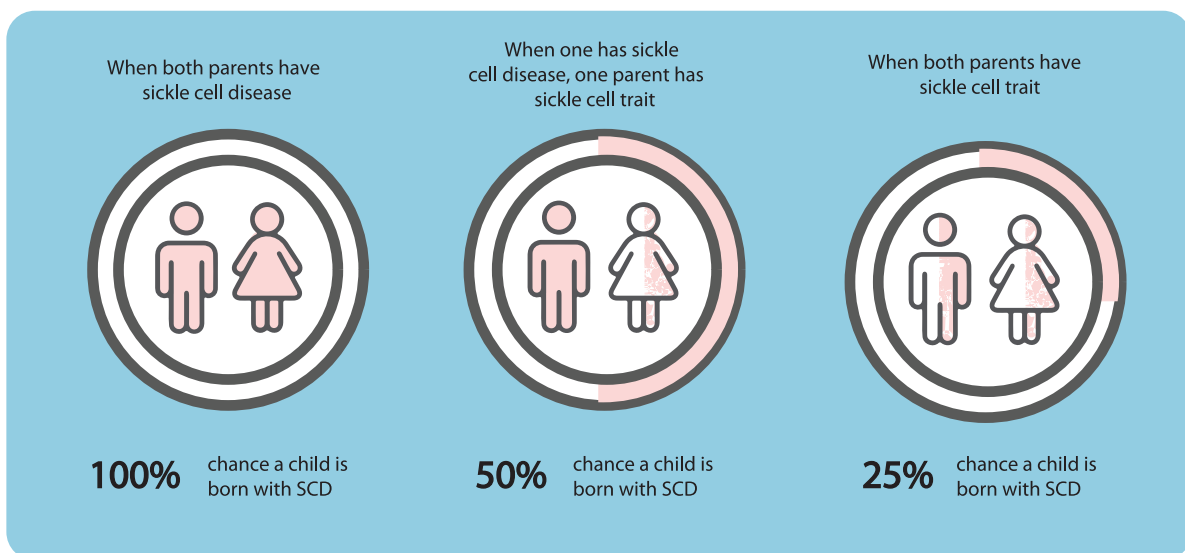 When both parents have
sickle cell disease
100%
chance a child is
born with SCD
When one has sickle
cell disease, one parent has
sickle cell trait
50%
chance a child is
born with SCD
When both parents have
sickle cell trait
25%
chance a child is
born with SCD